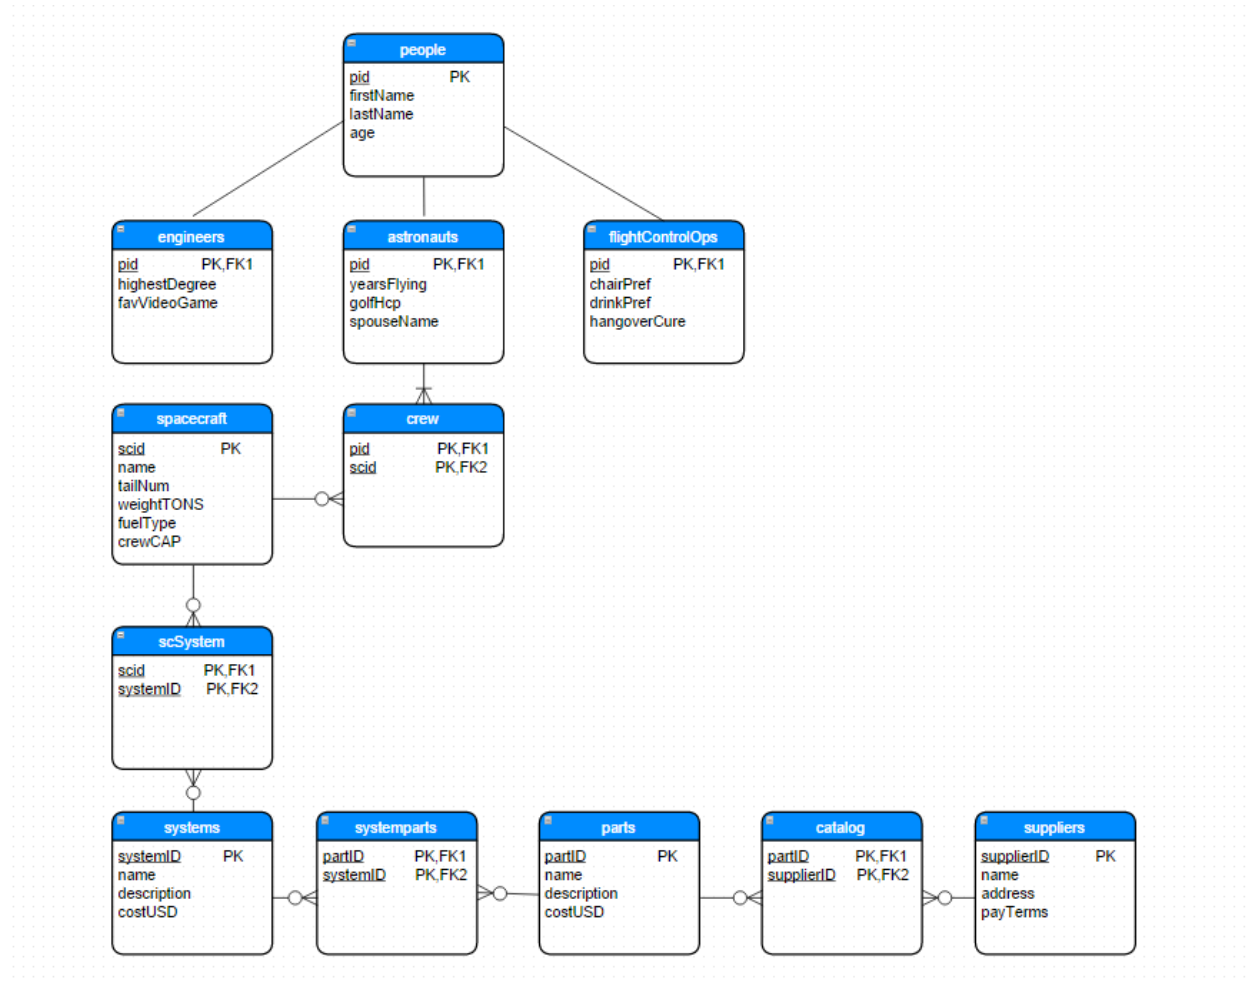 people
pid PK
firstName
lastName
age
engineers
pid PK,FK1
highestDegree
favVideoGame
astronauts
pid PK,FK1
yearsFlying
golfHcp
spouseName
flightControlOps
pid PK,FK1
chairPref
drinkPref
hangoverCure
spacecraft
scid PK
name
tailNum
weightTONS
fuelType
crewCAP
crew
pid PK,FK1
scid PK,FK2
scSystem
scid PK,FK1
systemID PK,FK2
systems
systemID PK
name
description
costUSD
systemparts
partID PK,FK1
systemID PK,FK2
parts
partID PK
name
description
costUSD
catalog
partID PK,FK1
supplierID PK,FK2
suppliers
supplierID PK
name
address
payTerms